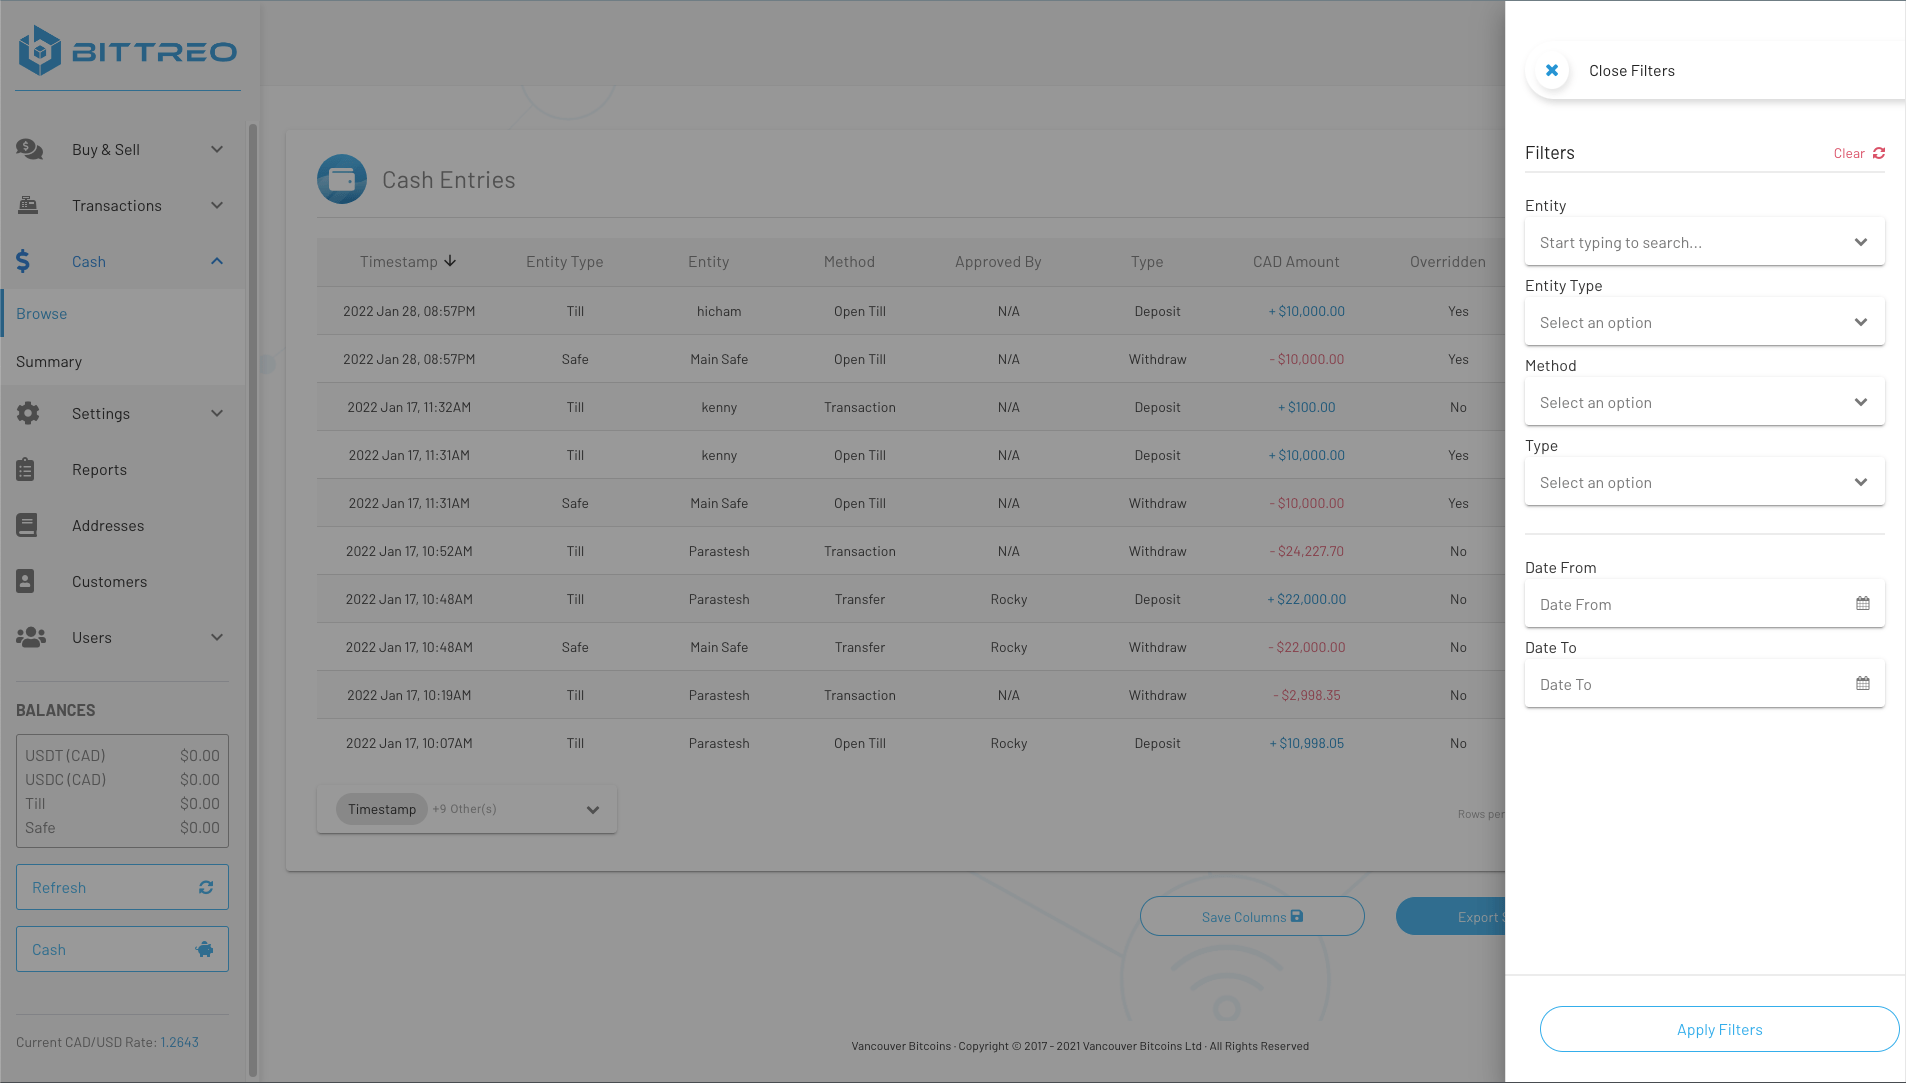 BITTREO
Buy & Sell
Transactions
Cash
Browse
Summary
Settings
Reports
Addresses
Customers
Users
BALANCES
USDT (CAD) $0.00
USDC (CAD) $0.00
Till $0.00
Safe $0.00
Refresh
Cash
Current CAD/USD Rate: 1.2643
Cash Entries
Timestamp Entity Type Entity Method Approved By Type CAD Amount Overridden
2022 Jan 28, 08:57PM Till hicham Open Till N/A Deposit + $10,000.00 Yes
2022 Jan 28, 08:57PM Safe Main Safe Open Till N/A Withdraw - $10,000.00 Yes
2022 Jan 17, 11:32AM Till kenny Transaction N/A Deposit + $100.00 No
2022 Jan 17, 11:31AM Till kenny Open Till N/A Deposit + $10,000.00 Yes
2022 Jan 17, 11:31AM Safe Main Safe Open Till N/A Withdraw - $10,000.00 Yes
2022 Jan 17, 10:52AM Till Parastesh Transaction N/A Withdraw - $24,227.70 No
2022 Jan 17, 10:48AM Till Parastesh Transfer Rocky Deposit + $22,000.00 No
2022 Jan 17, 10:48AM Safe Main Safe Transfer Rocky Withdraw - $22,000.00 No
2022 Jan 17, 10:19AM Till Parastesh Transaction N/A Withdraw - $2,998.35 No
2022 Jan 17, 10:07AM Till Parastesh Open Till Rocky Deposit + $10,998.05 No
Timestamp +9 Other(s)
Rows per
Save Columns
Export
Vancouver Bitcoins · Copyright © 2017 - 2021 Vancouver Bitcoins Ltd · All Rights Reserved
Close Filters
Filters Clear
Entity
Start typing to search...
Entity Type
Select an option
Method
Select an option
Type
Select an option
Date From
Date From
Date To
Date To
Apply Filters